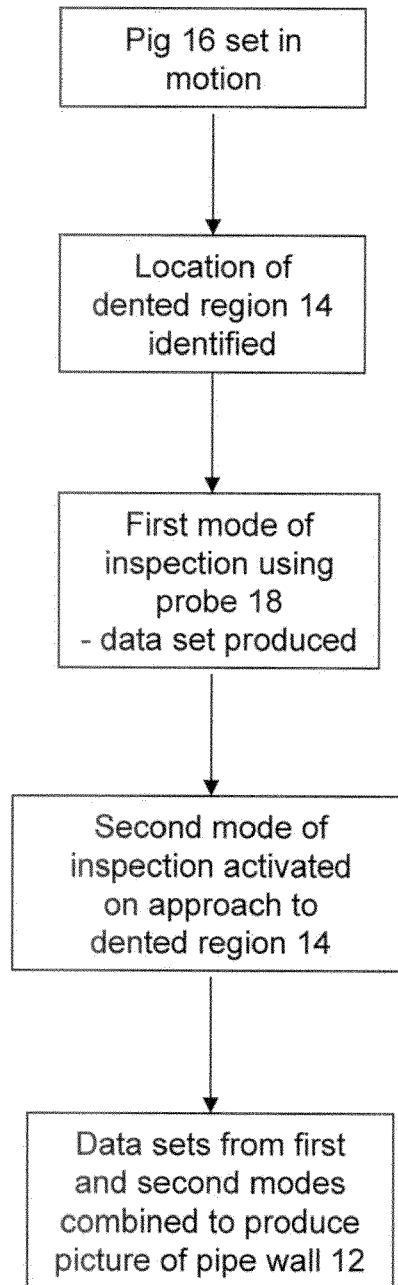 Pig 16 set in
motion
Location of
dented region 14
identified
First mode of
inspection using
probe 18
- data set produced
Second mode of
inspection activated
on approach to
dented region 14
Data sets from first
and second modes
combined to produce
picture of pipe wall 12